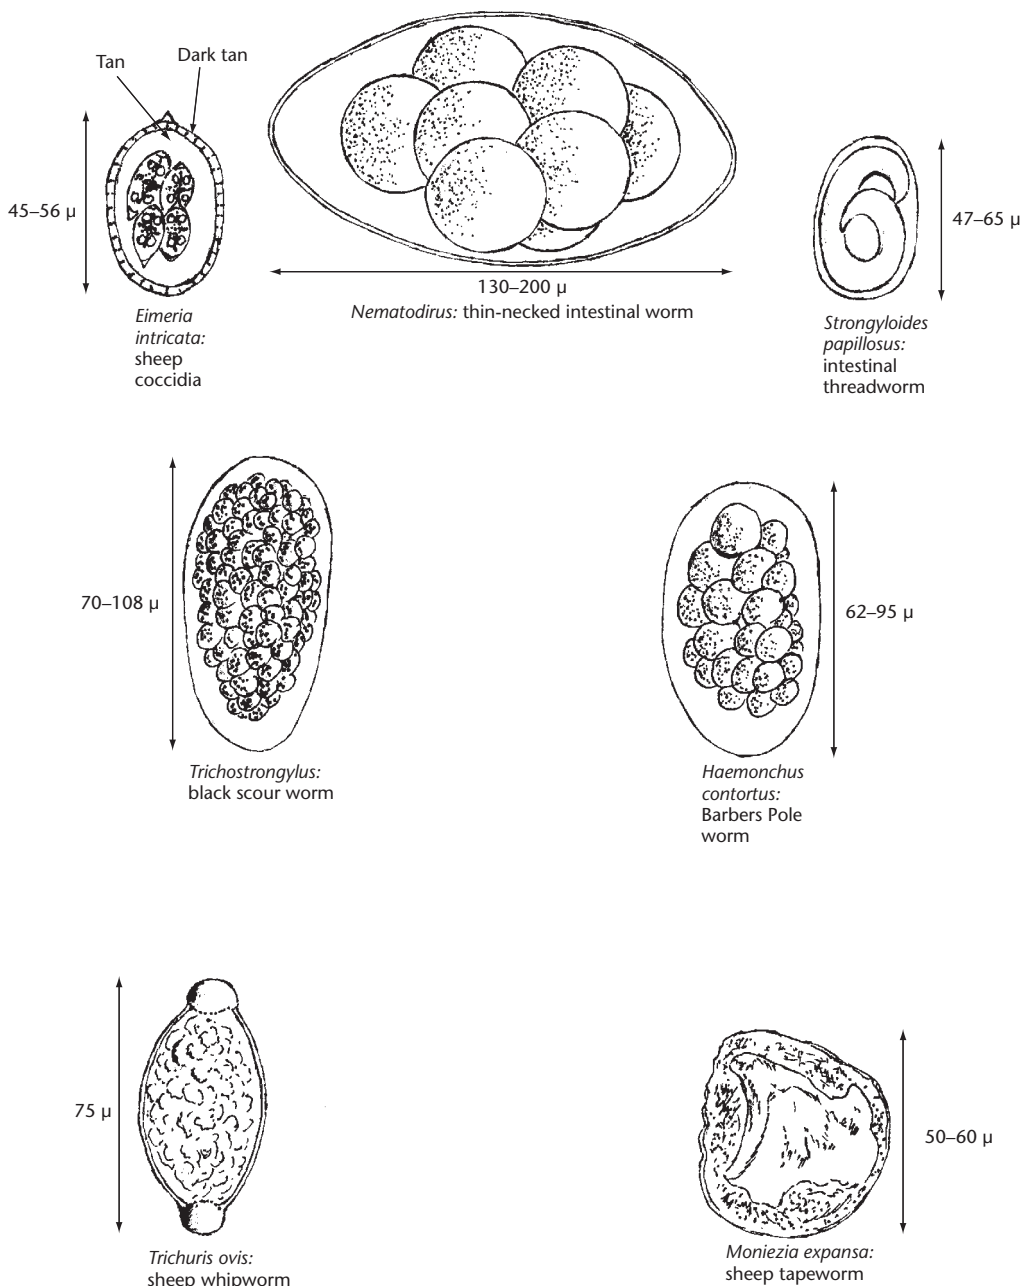 Tan
Dark tan
45–56 µ
130–200 µ
47–65 µ
Nematodirus: thin-necked intestinal worm
Eimeria
intricata:
sheep
coccidia
Strongyloides
papillosus:
intestinal
threadworm
70–108 µ
62–95 µ
Trichostrongylus:
black scour worm
Haemonchus
contortus:
Barbers Pole
worm
75 µ
50–60 µ
Trichuris ovis:
sheep whipworm
Moniezia expansa:
sheep tapeworm